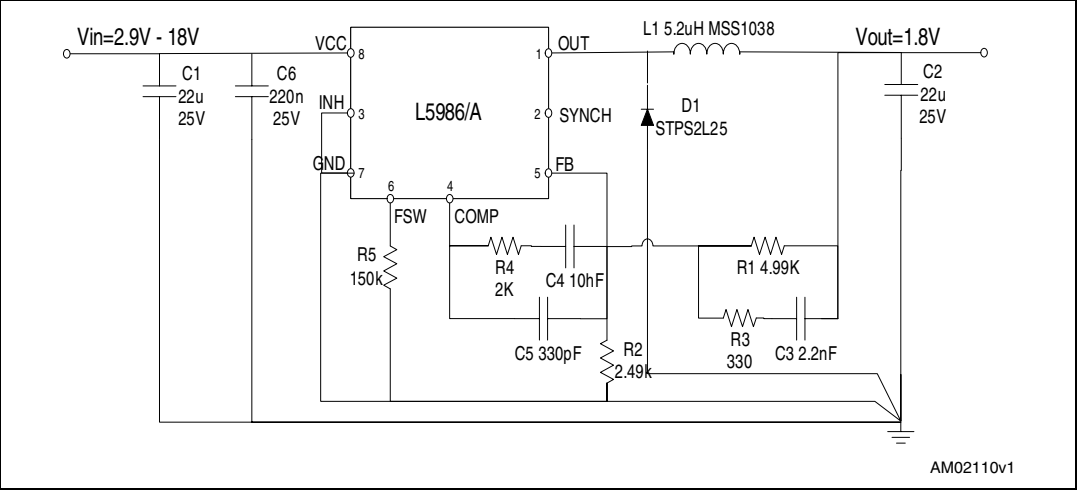 Vin=2.9V - 18V
C1
22u
25V
C6
220n
25V
VCC
8
INH
3
GND
7
L5986/A
OUT
1
SYNCH
2
FB
5
6
FSW
4
COMP
L1 5.2uH MSS1038
Vout=1.8V
C2
22u
25V
D1
STPS2L25
R5
150k
R4
2K
C4 10hF
C5 330pF
R2
2.49k
R1 4.99K
R3
330
C3 2.2nF
AM02110v1